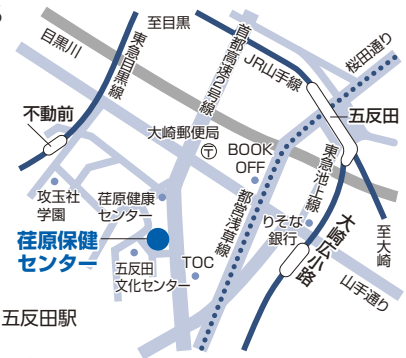 至目黒
目黒川
東急目黒線
首都高速2号線
JR山手線
桜田通り
不動前
五反田
大崎郵便局
〒
BOOK
OFF
東急池上線
攻玉社
学園
荏原健康
センター
都営浅草線
りそな
銀行
大崎広小路
至大崎
荏原保健
センター
五反田
文化センター
TOC
山手通り
五反田駅